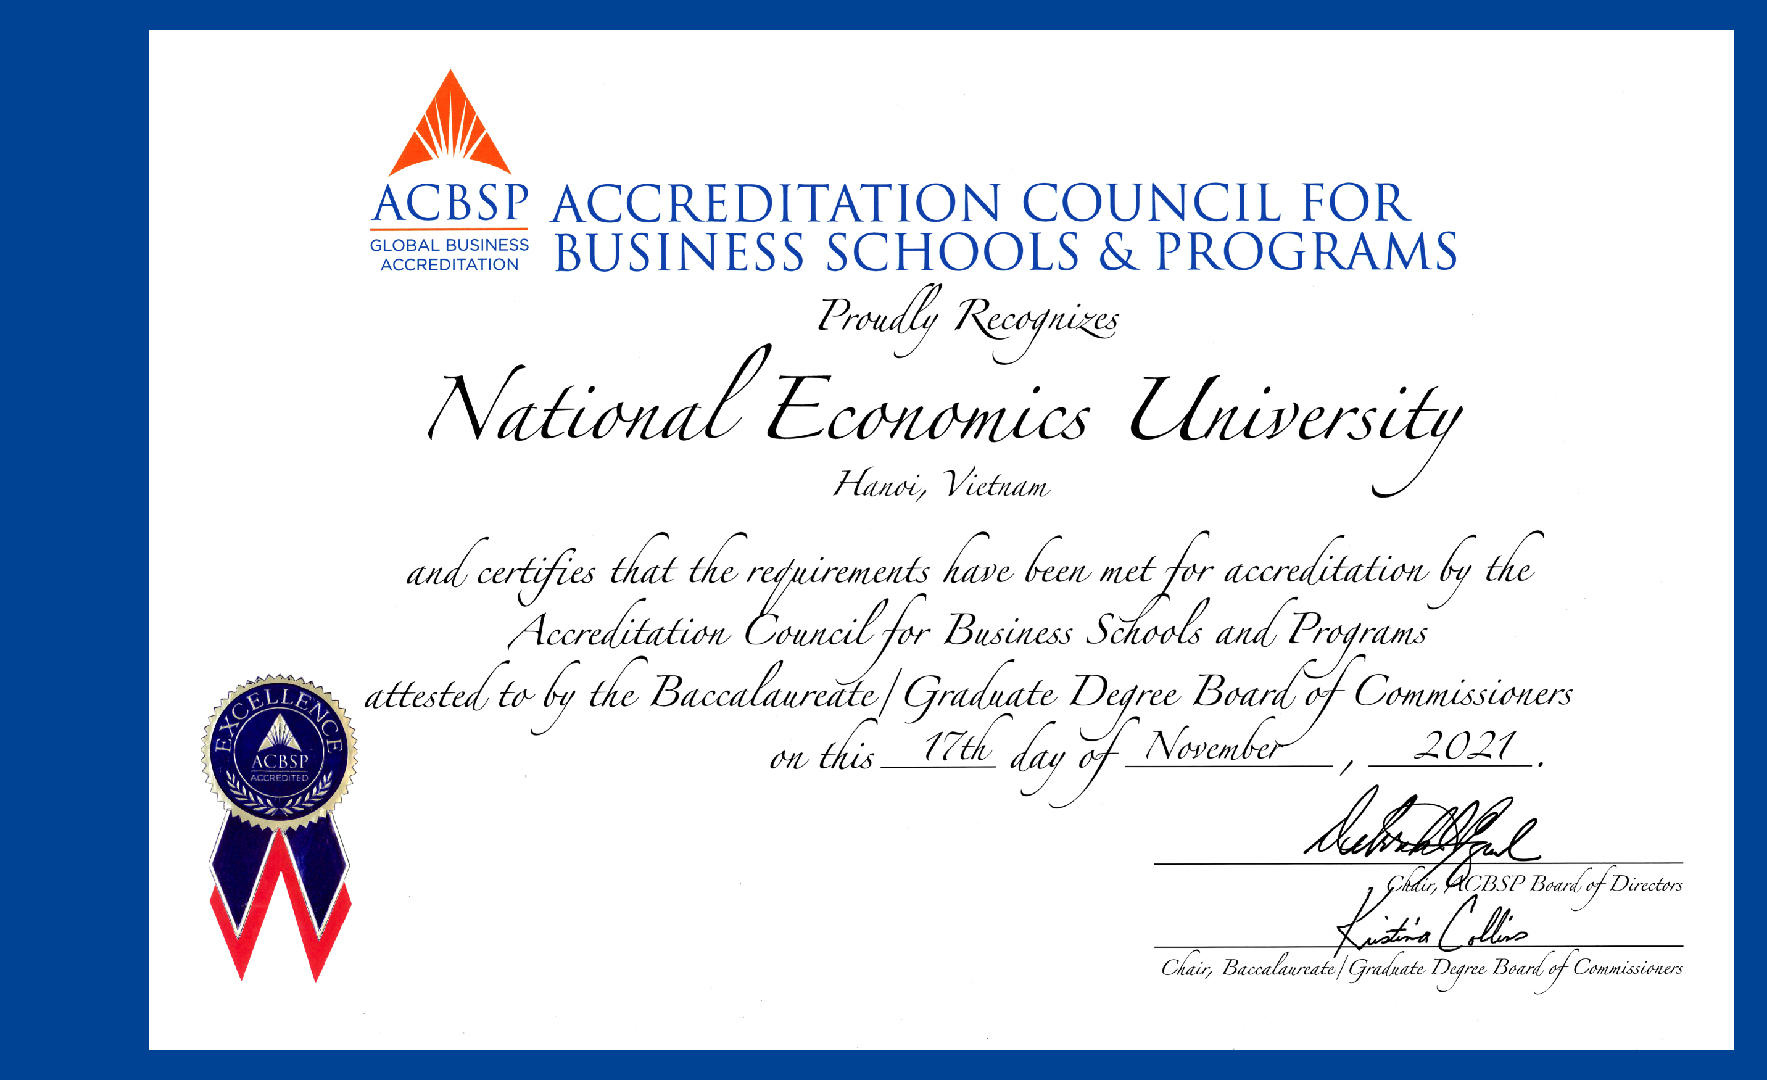 ACBSP
GLOBAL BUSINESS
ACCREDITATION
ACCREDITATION COUNCIL FOR
BUSINESS SCHOOLS & PROGRAMS
Proudly Recognizes
National Economics University
Hanoi, Vietnam
and certifies that the requirements have been met for accreditation by the
Accreditation Council for Business Schools and Programs
attested to by the Baccalaureate/Graduate Degree Board of Commissioners
on this 17th day of November, 2021.
EXCELLENCE
ACBSP
ACCREDITED
Chair, ACBSP Board of Directors
Kristina Collins
Chair, Baccalaureate/Graduate Degree Board of Commissioners